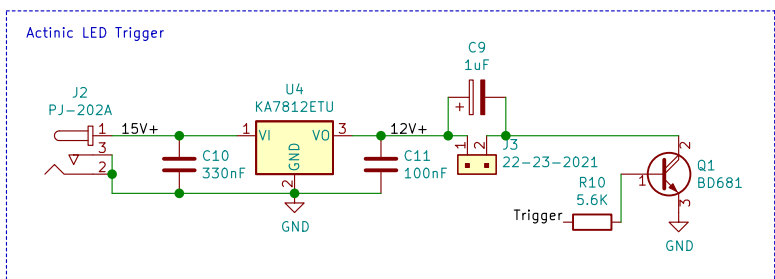 Actinic LED Trigger
C9
1uF
J2
PJ-202A
U4
KA7812ETU
1
15V+
1
VI
VO
3
12V+
+
3
2
C10
330nF
GND
2
C11
100nF
1
2
J3
22-23-2021
2
Q1
BD681
1
3
R10
5.6K
Trigger
GND
GND